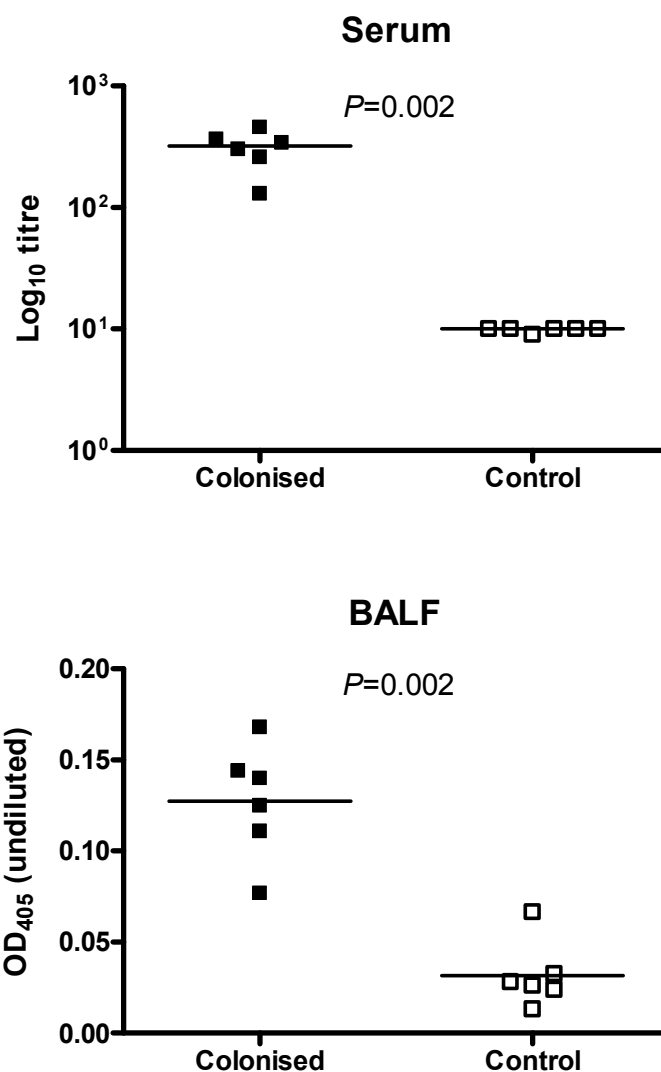 Serum
P=0.002
Log₁₀ titre
10³
10²
10¹
10⁰
Colonised Control
BALF
P=0.002
OD₄₀₅ (undiluted)
0.20
0.15
0.10
0.05
0.00
Colonised Control